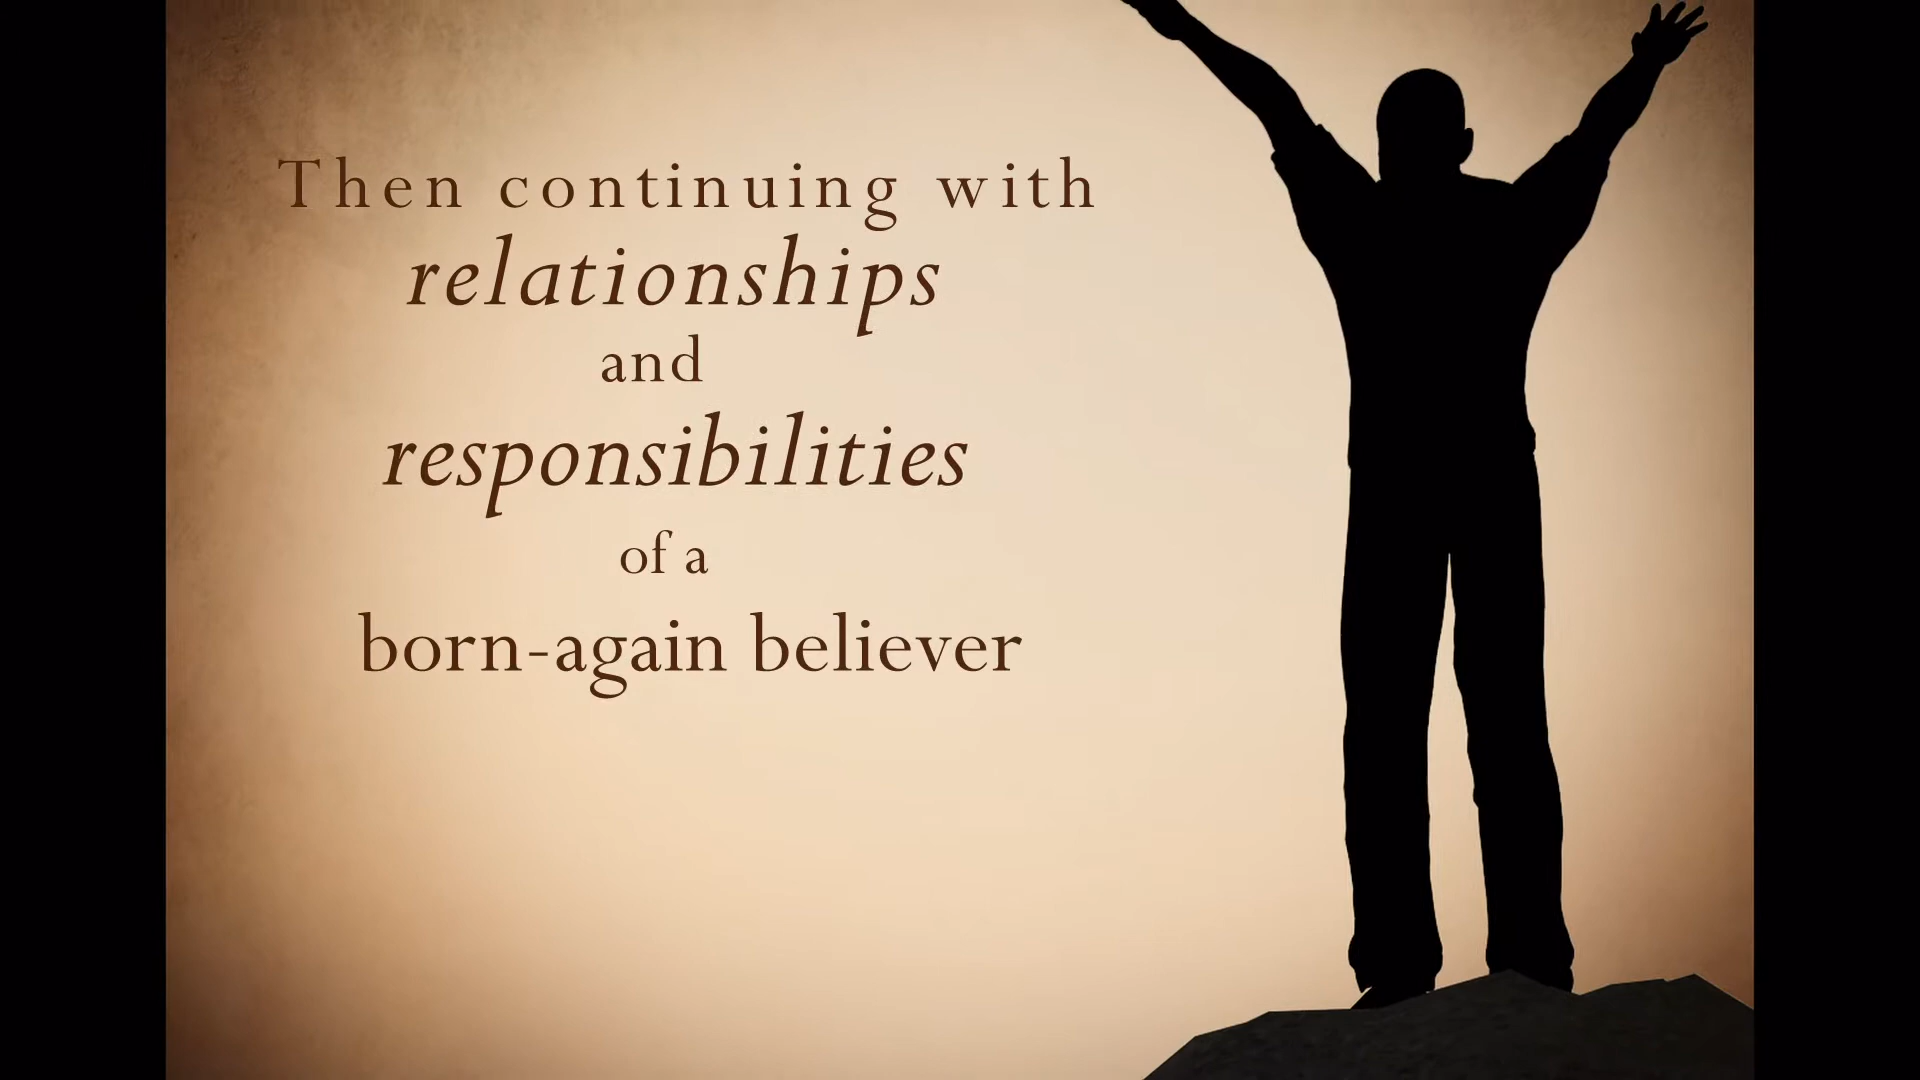 Then continuing with
relationships
and
responsibilities
of a
born-again believer